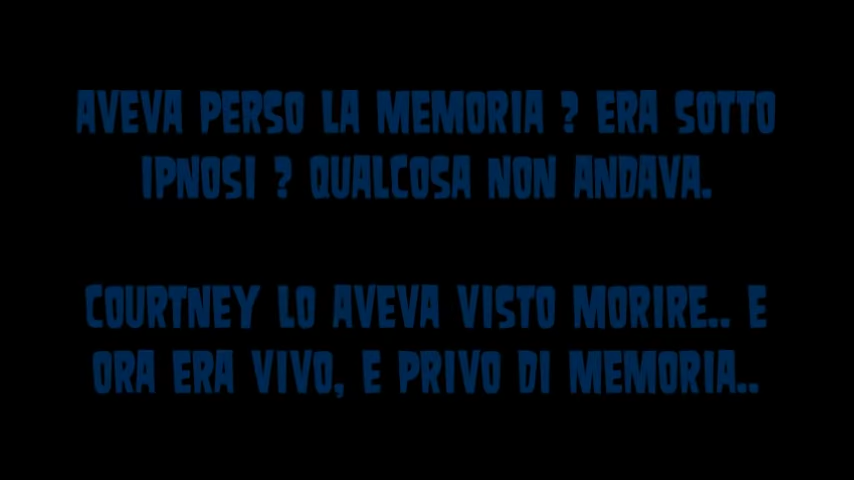 AVEVA PERSO LA MEMORIA ? ERA SOTTO
IPNOSI ? QUALCOSA NON ANDAVA.
COURTNEY LO AVEVA VISTO MORIRE.. E
ORA ERA VIVO, E PRIVO DI MEMORIA..